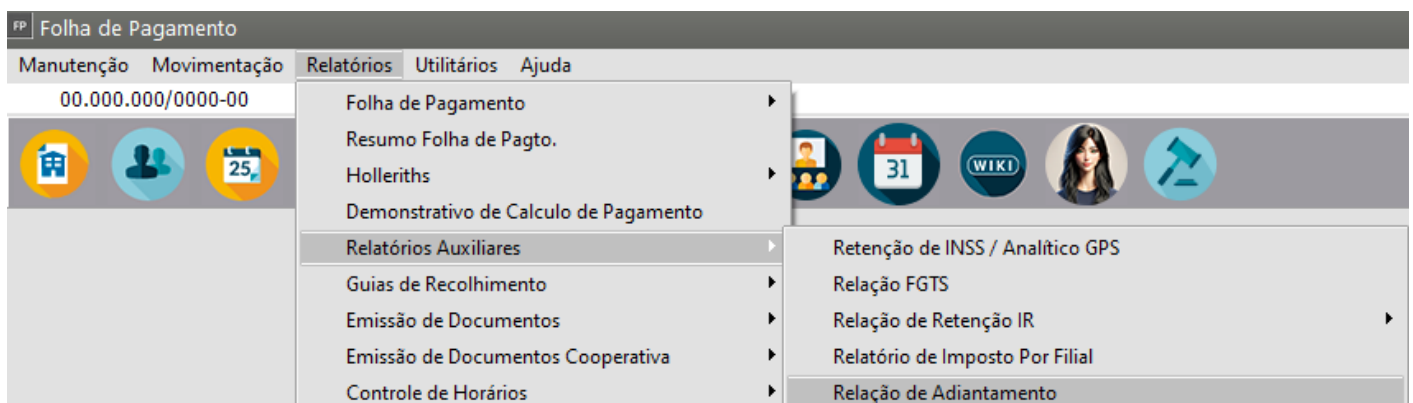 FP Folha de Pagamento
Manutenção Movimentação Relatórios Utilitários Ajuda
00.000.000/0000-00
25
31
WIKI
Folha de Pagamento
Resumo Folha de Pagto.
Holleriths
Demonstrativo de Calculo de Pagamento
Relatórios Auxiliares
Guias de Recolhimento
Emissão de Documentos
Emissão de Documentos Cooperativa
Controle de Horários
Retenção de INSS / Analítico GPS
Relação FGTS
Relação de Retenção IR
Relatório de Imposto Por Filial
Relação de Adiantamento